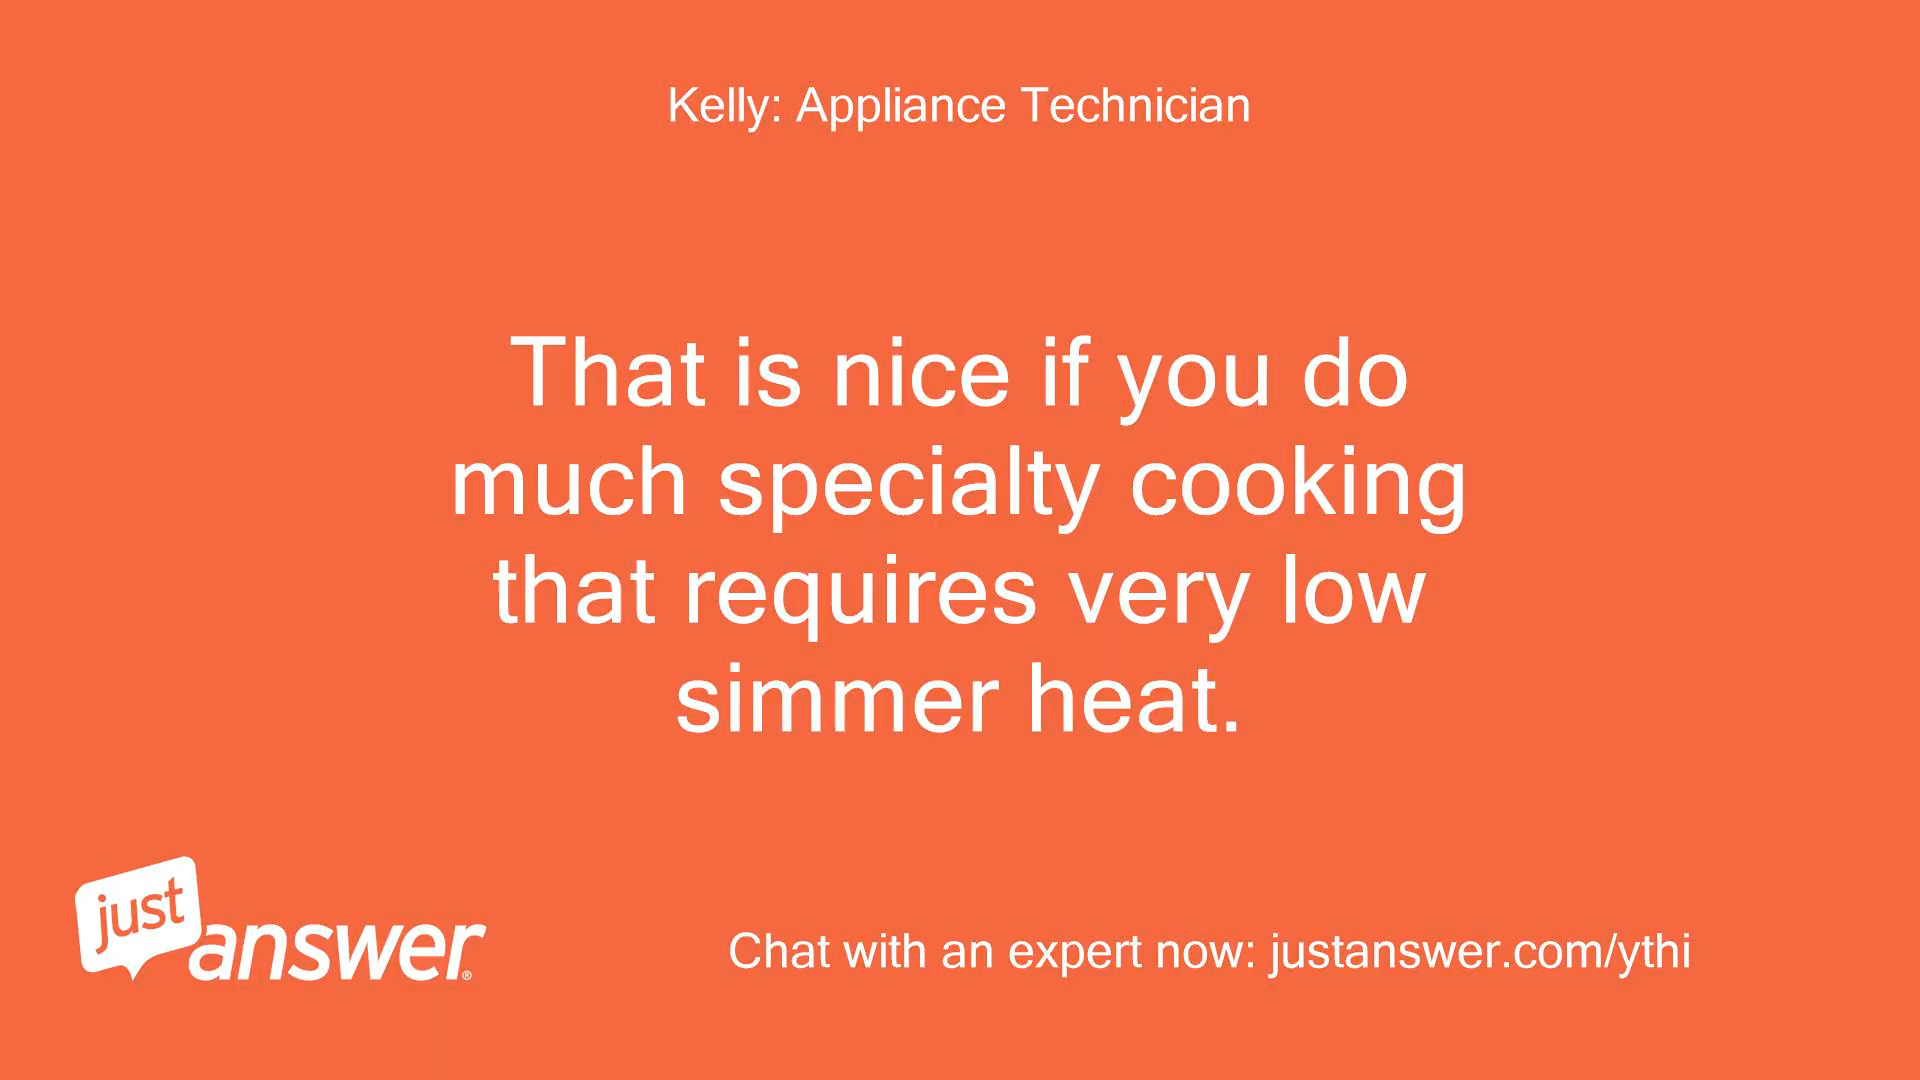 Kelly: Appliance Technician
That is nice if you do
much specialty cooking
that requires very low
simmer heat.
just
answer®
Chat with an expert now: justanswer.com/ythi